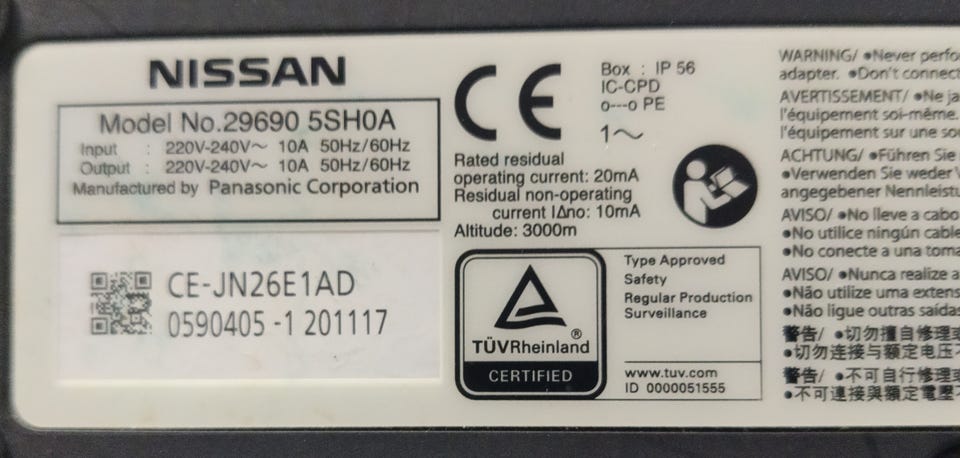 NISSAN
Model No.29690 5SH0A
Input : 220V-240V~ 10A 50Hz/60Hz
Output : 220V-240V~ 10A 50Hz/60Hz
Manufactured by Panasonic Corporation
CE-JN26E1AD
0590405 -1 201117
CE
Box : IP 56
IC-CPD
o---o PE
1~
Rated residual
operating current: 20mA
Residual non-operating
current IΔno: 10mA
Altitude: 3000m
TÜVRheinland®
CERTIFIED
Type Approved
Safety
Regular Production
Surveillance
www.tuv.com
ID 0000051555
WARNING/ •Never perfo
adapter. •Don't connect
AVERTISSEMENT/ •Ne ja
l'équipement soi-même.
l'équipement sur une sou
ACHTUNG/ •Führen Sie
•Verwenden Sie weder V
angegebener Nennleistu
AVISO/ •No lleve a cabo
•No utilice ningún cable
•No conecte a una toma
AVISO/ •Nunca realize a
•Não utilize uma extens
•Não ligue outras saídas
警告/ •切勿擅自修理或
•切勿连接与额定电压不
警告/ •不可自行修理或
•不可連接與額定電壓不